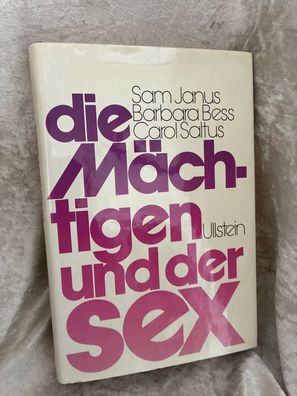 Sam Janus
Barbara Bess
Carol Saltus
die
Mäch-
tigen
Ullstein
und der
sex